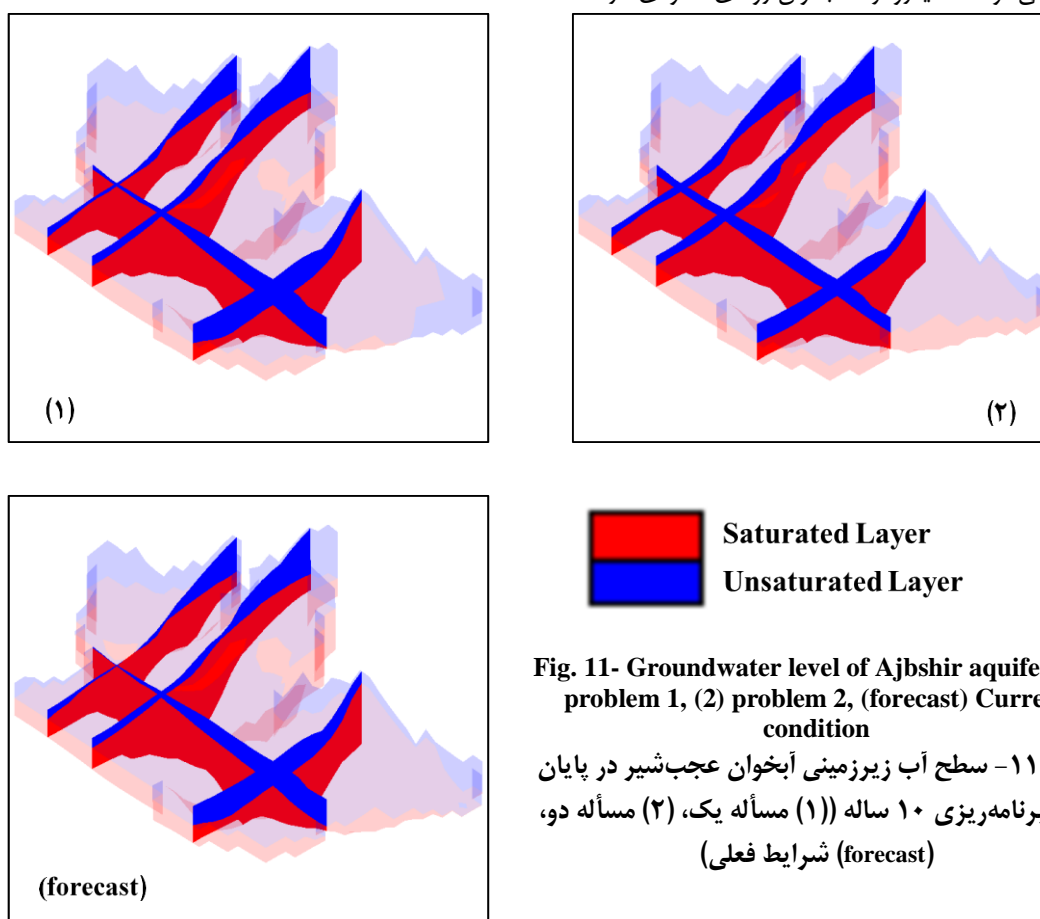 (۱)
(۲)
(forecast)
Saturated Layer
Unsaturated Layer
Fig. 11- Groundwater level of Ajbshir
problem 1, (2) problem 2, (forecast)
condition
۱۱- سطح آب زیرزمینی آبخوان عجب‌شیر در پایان
برنامه‌ریزی ۱۰ ساله ((۱) مسأله یک، (۲) مسأله دو،
(forecast) شرایط فعلی)